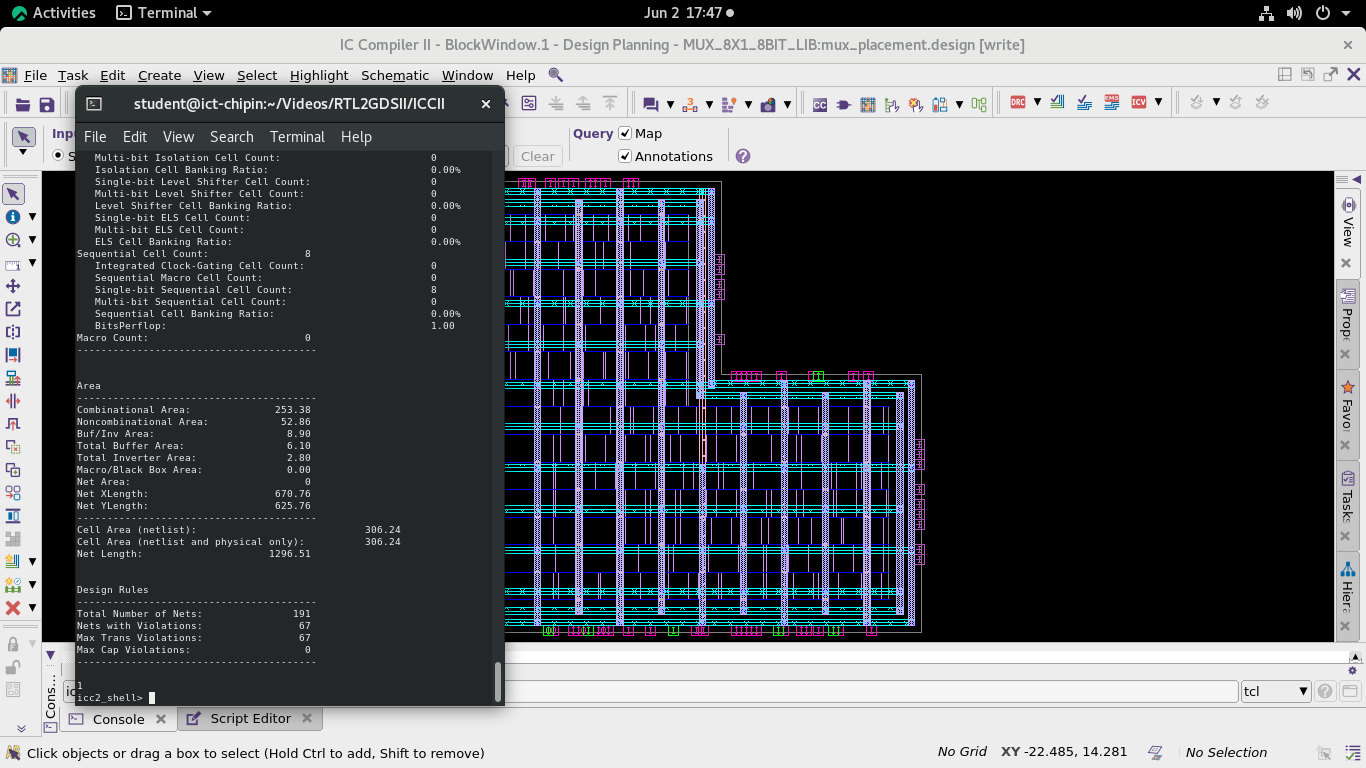 Activities
Terminal
Jun 2 17:47
IC Compiler II - BlockWindow.1 - Design Planning - MUX_8X1_8BIT_LIB:mux_placement.design [write]
File Task Edit Create View Select Highlight Schematic Window Help
DRC
EMS
ICV
Query
Map
Clear
Annotations
student@ict-chipin:~/Videos/RTL2GDSII/ICCII
File Edit View Search Terminal Help
Multi-bit Isolation Cell Count: 0
Isolation Cell Banking Ratio: 0.00%
Single-bit Level Shifter Cell Count: 0
Multi-bit Level Shifter Cell Count: 0
Level Shifter Cell Banking Ratio: 0.00%
Single-bit ELS Cell Count: 0
Multi-bit ELS Cell Count: 0
ELS Cell Banking Ratio: 0.00%
Sequential Cell Count: 8
Integrated Clock-Gating Cell Count: 0
Sequential Macro Cell Count: 0
Single-bit Sequential Cell Count: 8
Multi-bit Sequential Cell Count: 0
Sequential Cell Banking Ratio: 0.00%
BitsPerflop: 1.00
Macro Count: 0
----------------------------------------
Area
----------------------------------------
Combinational Area: 253.38
Noncombinational Area: 52.86
Buf/Inv Area: 8.90
Total Buffer Area: 6.10
Total Inverter Area: 2.80
Macro/Black Box Area: 0.00
Net Area: 0
Net XLength: 670.76
Net YLength: 625.76
----------------------------------------
Cell Area (netlist): 306.24
Cell Area (netlist and physical only): 306.24
Net Length: 1296.51
Design Rules
----------------------------------------
Total Number of Nets: 191
Nets with Violations: 67
Max Trans Violations: 67
Max Cap Violations: 0
----------------------------------------
1
icc2_shell>
View
Prope
Favo
Tasks
Hiera
Cons...
tcl
Console
Script Editor
Click objects or drag a box to select (Hold Ctrl to add, Shift to remove)
No Grid
XY -22.485, 14.281
No Selection